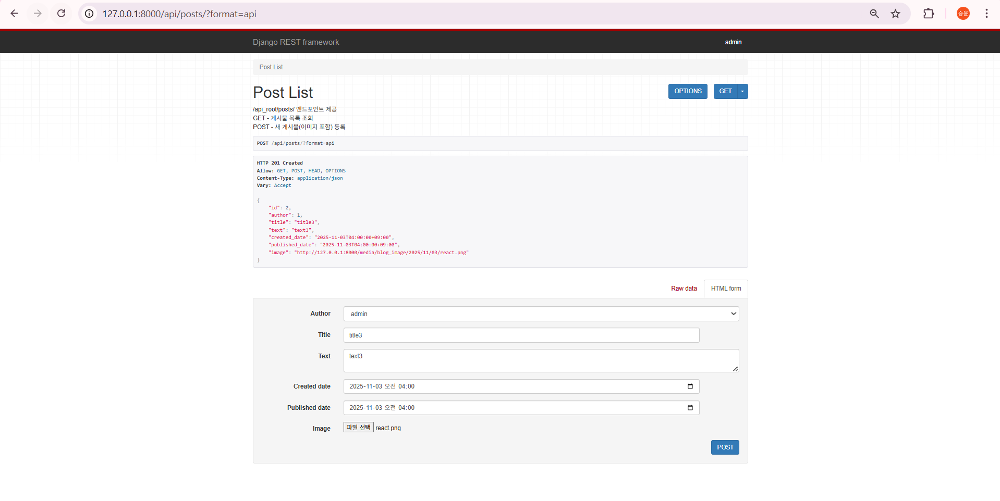 127.0.0.1:8000/api/posts/?format=api
승윤
Django REST framework
admin
Post List
Post List
OPTIONS
GET
/api_root/posts/ 엔드포인트 제공
GET - 게시물 목록 조회
POST - 새 게시물(이미지 포함) 등록
POST /api/posts/?format=api
HTTP 201 Created
Allow: GET, POST, HEAD, OPTIONS
Content-Type: application/json
Vary: Accept
{
"id": 2,
"author": 1,
"title": "title3",
"text": "text3",
"created_date": "2025-11-03T04:00:00+09:00",
"published_date": "2025-11-03T04:00:00+09:00",
"image": "http://127.0.0.1:8000/media/blog_image/2025/11/03/react.png"
}
Raw data
HTML form
Author
admin
Title
title3
Text
text3
Created date
2025-11-03 오전 04:00
Published date
2025-11-03 오전 04:00
Image
파일 선택 react.png
POST